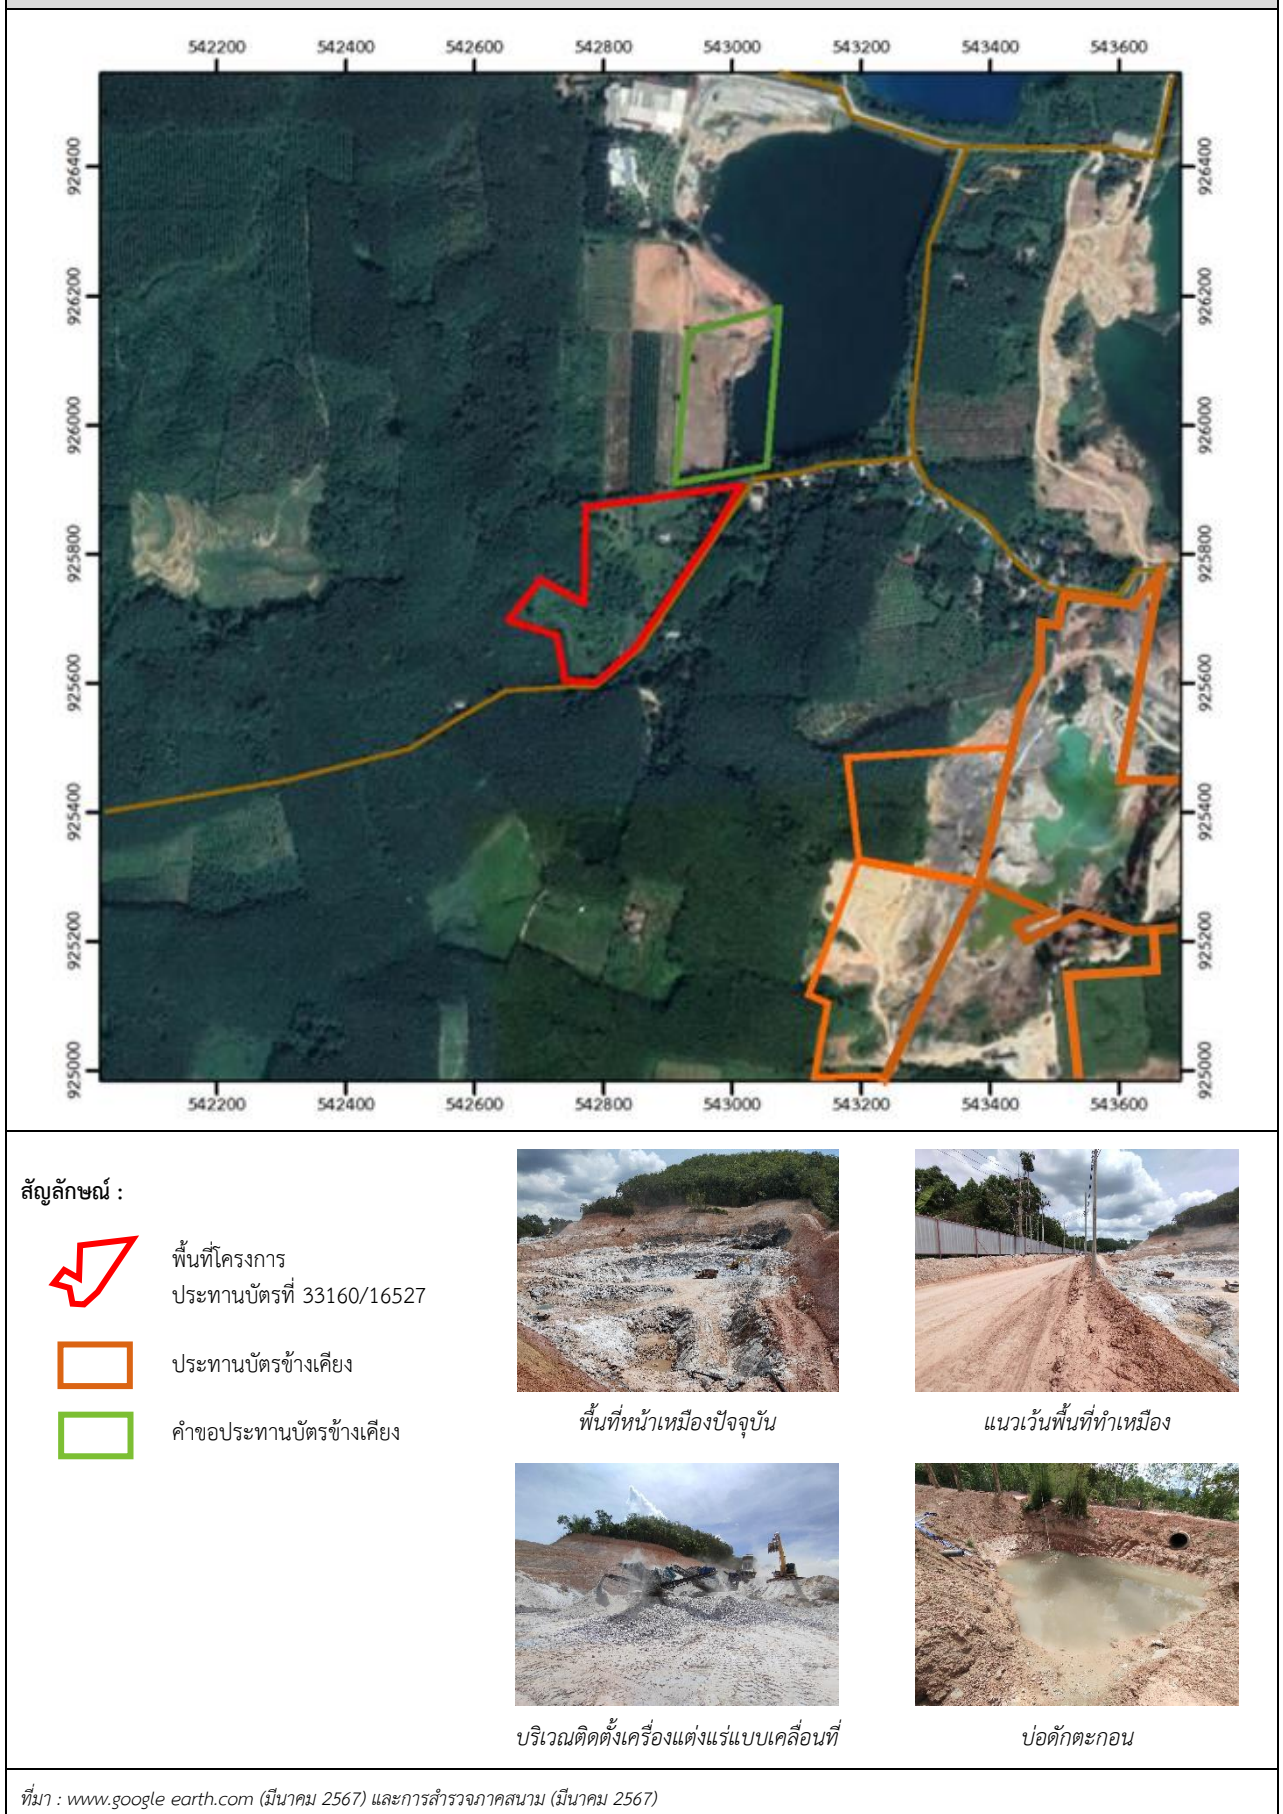 542200 542400 542600 542800 543000 543200 543400 543600
926400 926400
926200 926200
926000 926000
925800 925800
925600 925600
925400 925400
925200 925200
925000 925000
542200 542400 542600 542800 543000 543200 543400 543600
สัญลักษณ์ :
พื้นที่โครงการ
ประทานบัตรที่ 33160/16527
ประทานบัตรข้างเคียง
คำขอประทานบัตรข้างเคียง
พื้นที่หน้าเหมืองปัจจุบัน
แนวเว้นพื้นที่ทำเหมือง
บริเวณติดตั้งเครื่องแต่งแร่แบบเคลื่อนที่
บ่อดักตะกอน
ที่มา : www.google earth.com (มีนาคม 2567) และการสำรวจภาคสนาม (มีนาคม 2567)